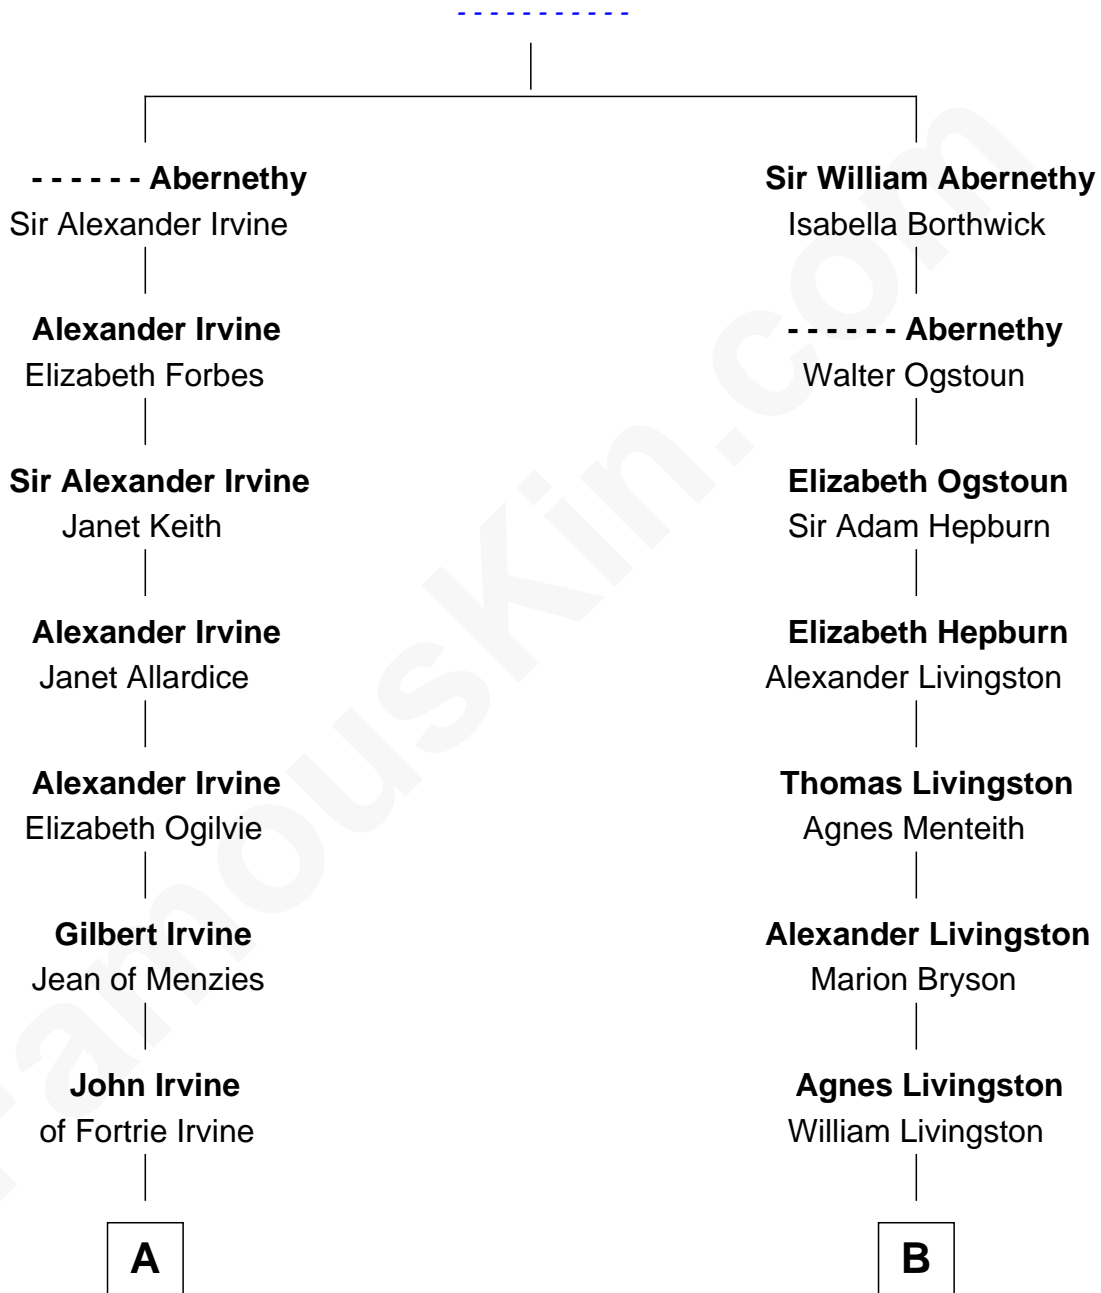 - - - - - - - - - - -
- - - - - - Abernethy
Sir Alexander Irvine
Alexander Irvine
Elizabeth Forbes
Sir Alexander Irvine
Janet Keith
Alexander Irvine
Janet Allardice
Alexander Irvine
Elizabeth Ogilvie
Gilbert Irvine
Jean of Menzies
John Irvine
of Fortrie Irvine
A
Sir William Abernethy
Isabella Borthwick
- - - - - - Abernethy
Walter Ogstoun
Elizabeth Ogstoun
Sir Adam Hepburn
Elizabeth Hepburn
Alexander Livingston
Thomas Livingston
Agnes Menteith
Alexander Livingston
Marion Bryson
Agnes Livingston
William Livingston
B
FamousKin.com